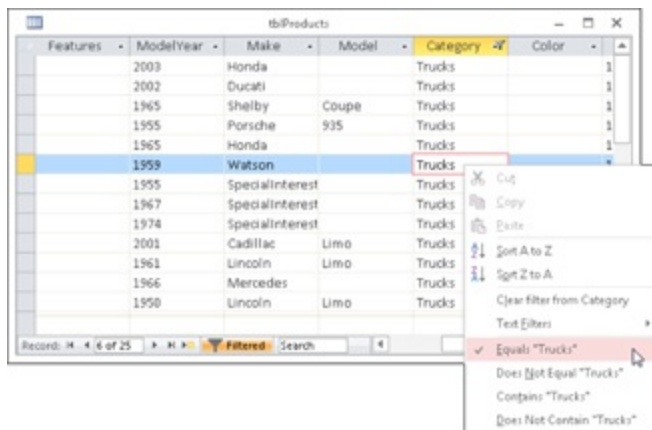 tblProducts
Features ModelYear Make Model Category Color
2003 Honda Trucks 1
2002 Ducati Trucks 1
1965 Shelby Coupe Trucks 1
1955 Porsche 935 Trucks 1
1965 Honda Trucks 1
1959 Watson Trucks
1955 SpecialInterest Trucks
1967 SpecialInterest Trucks
1974 SpecialInterest Trucks
2001 Cadillac Limo Trucks
1961 Lincoln Limo Trucks
1966 Mercedes Trucks
1950 Lincoln Limo Trucks
Record: 6 of 25 Filtered Search
Cut
Copy
Paste
Sort A to Z
Sort Z to A
Clear filter from Category
Text Filters
Equals "Trucks"
Does Not Equal "Trucks"
Contains "Trucks"
Does Not Contain "Trucks"